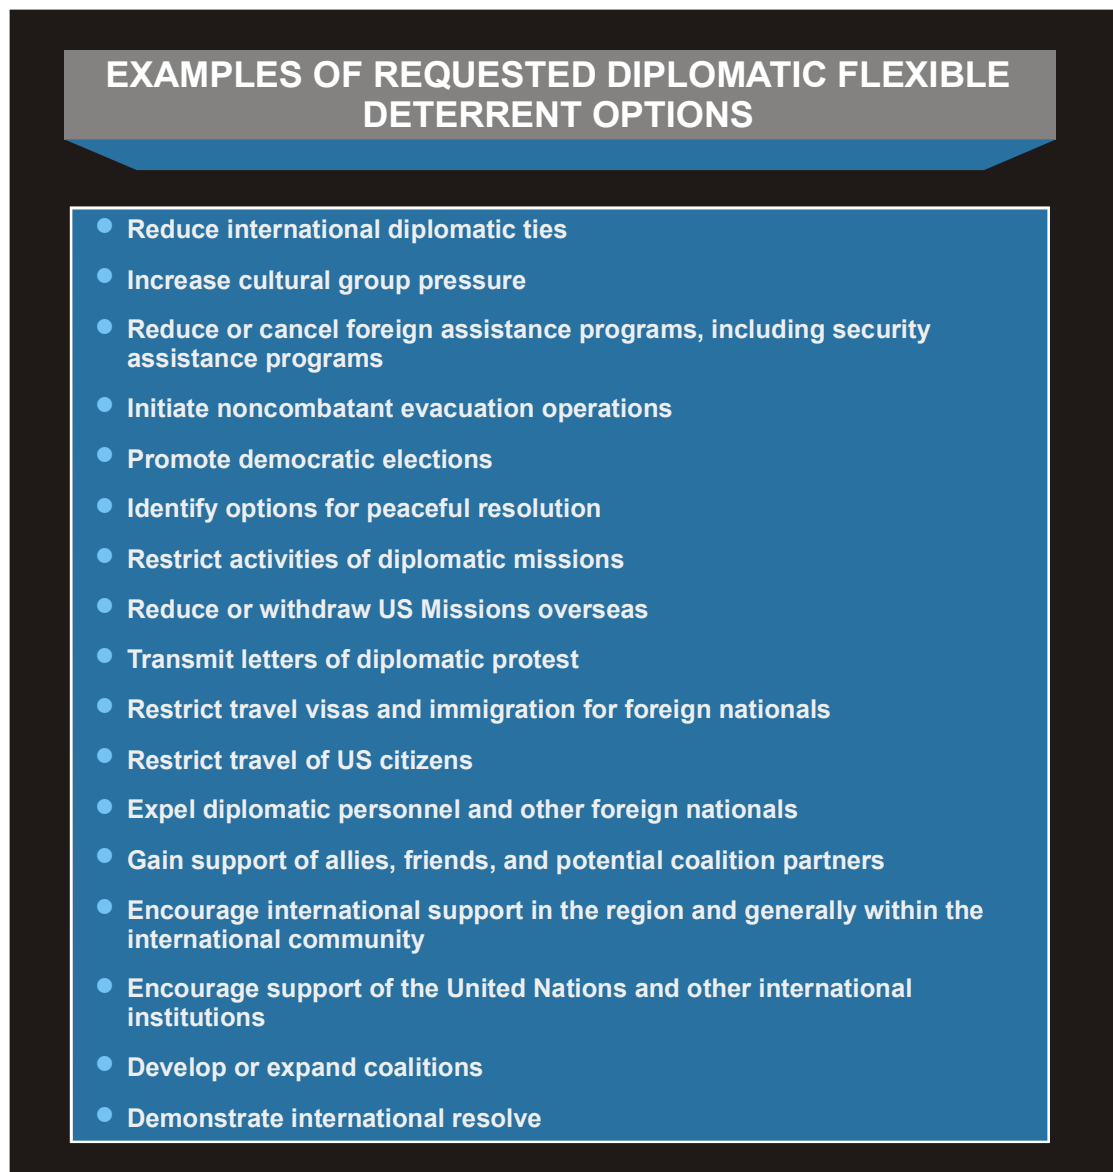 EXAMPLES OF REQUESTED DIPLOMATIC FLEXIBLE
DETERRENT OPTIONS
Reduce international diplomatic ties
Increase cultural group pressure
Reduce or cancel foreign assistance programs, including security
assistance programs
Initiate noncombatant evacuation operations
Promote democratic elections
Identify options for peaceful resolution
Restrict activities of diplomatic missions
Reduce or withdraw US Missions overseas
Transmit letters of diplomatic protest
Restrict travel visas and immigration for foreign nationals
Restrict travel of US citizens
Expel diplomatic personnel and other foreign nationals
Gain support of allies, friends, and potential coalition partners
Encourage international support in the region and generally within the
international community
Encourage support of the United Nations and other international
institutions
Develop or expand coalitions
Demonstrate international resolve